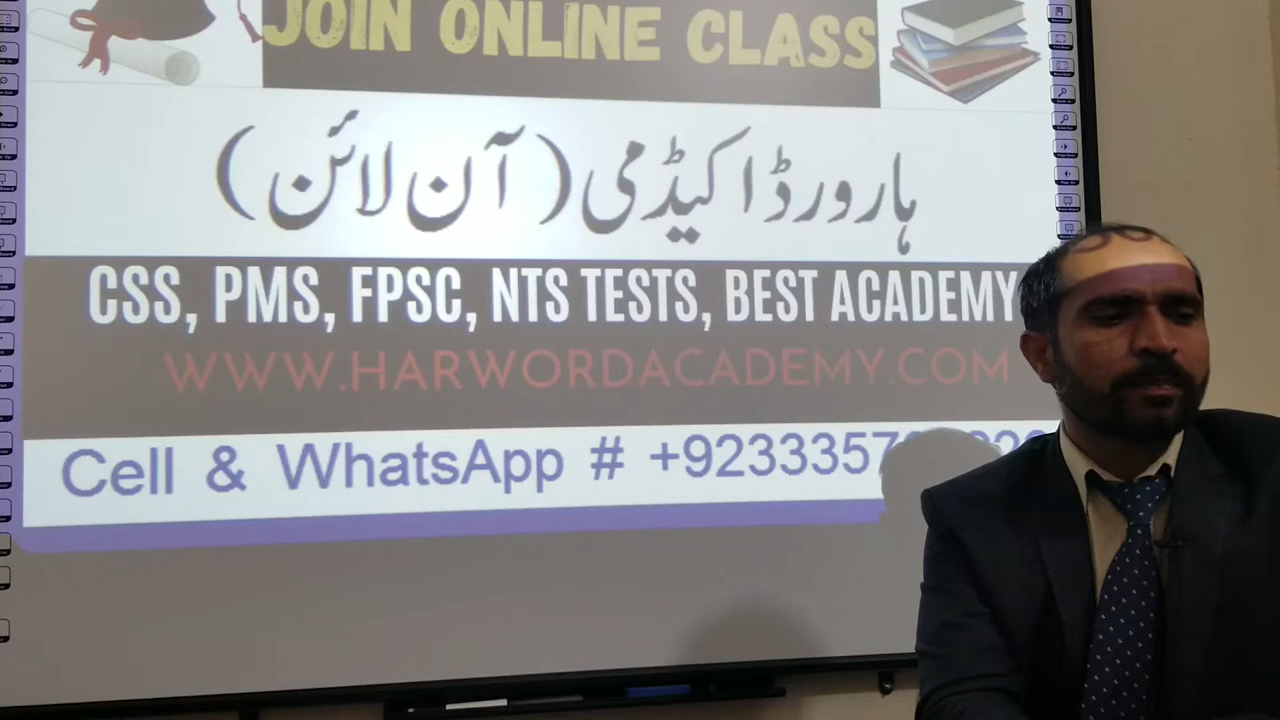 JOIN ONLINE CLASS
ہارورڈ اکیڈمی (آن لائن)
CSS, PMS, FPSC, NTS TESTS, BEST ACADEMY
WWW.HARWORDACADEMY.COM
Cell & WhatsApp # +9233357